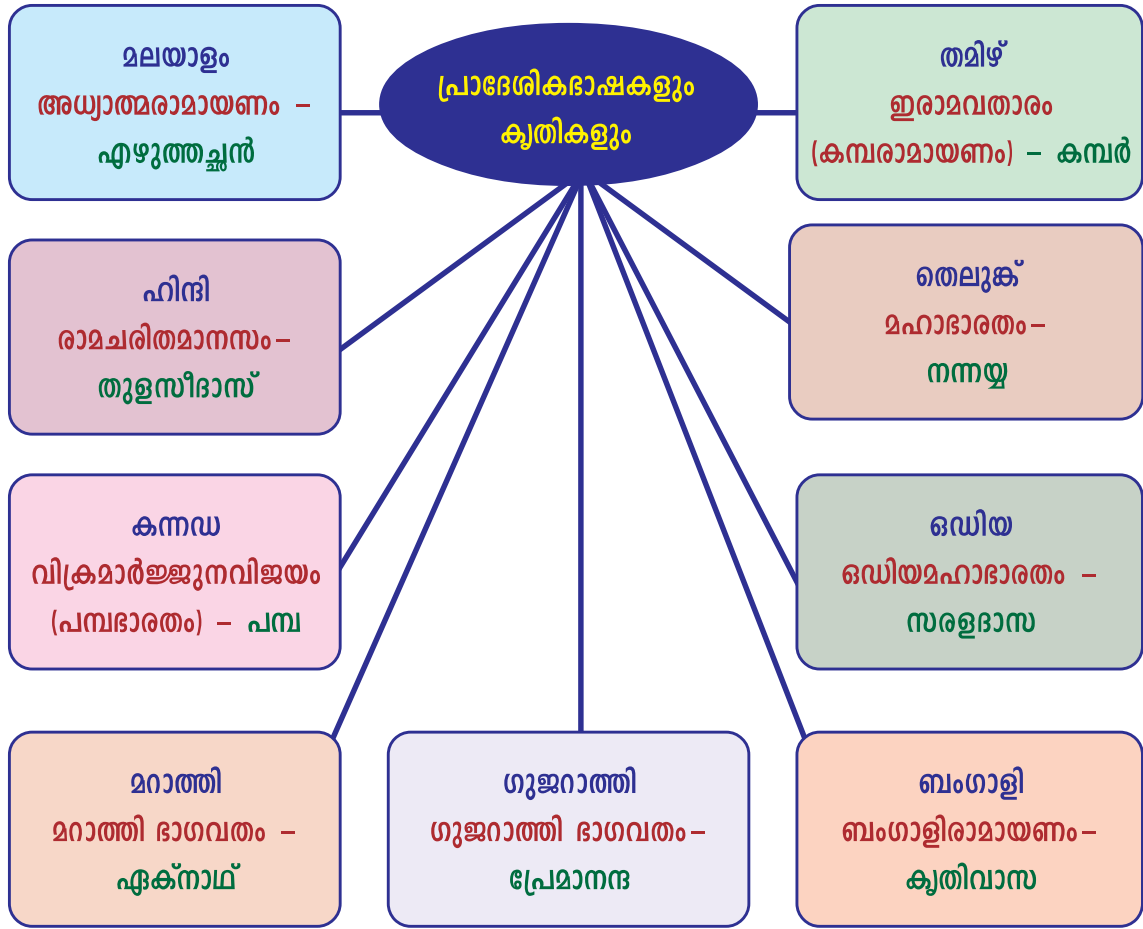 പ്രാദേശികഭാഷകളും
കൃതികളും
മലയാളം
അധ്യാത്മരാമായണം –
എഴുത്തച്ഛൻ
തമിഴ്
ഇരാമവതാരം
(കമ്പരാമായണം) – കമ്പർ
ഹിന്ദി
രാമചരിതമാനസം–
തുളസീദാസ്
തെലുങ്ക്
മഹാഭാരതം–
നന്നയ്യ
കന്നഡ
വിക്രമാർജ്ജുനവിജയം
(പമ്പഭാരതം) – പമ്പ
ഒഡിയ
ഒഡിയമഹാഭാരതം –
സരളദാസ
മറാത്തി
മറാത്തി ഭാഗവതം –
ഏക്നാഥ്
ഗുജറാത്തി
ഗുജറാത്തി ഭാഗവതം–
പ്രേമാനന്ദ
ബംഗാളി
ബംഗാളിരാമായണം–
കൃതിവാസ